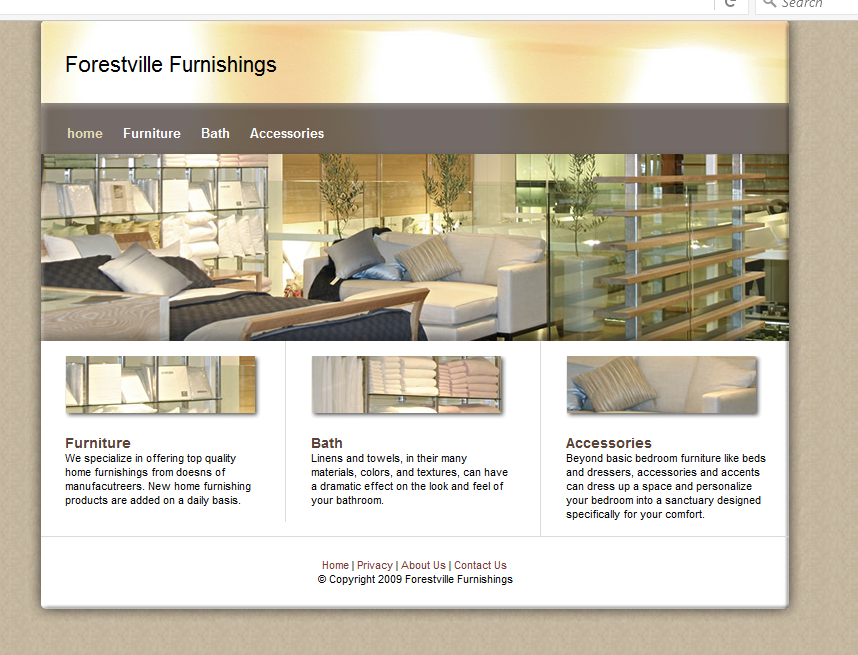 Search
Forestville Furnishings
home Furniture Bath Accessories
Furniture
We specialize in offering top quality
home furnishings from doesns of
manufacutreers. New home furnishing
products are added on a daily basis.
Bath
Linens and towels, in their many
materials, colors, and textures, can have
a dramatic effect on the look and feel of
your bathroom.
Accessories
Beyond basic bedroom furniture like beds
and dressers, accessories and accents
can dress up a space and personalize
your bedroom into a sanctuary designed
specifically for your comfort.
Home | Privacy | About Us | Contact Us
© Copyright 2009 Forestville Furnishings